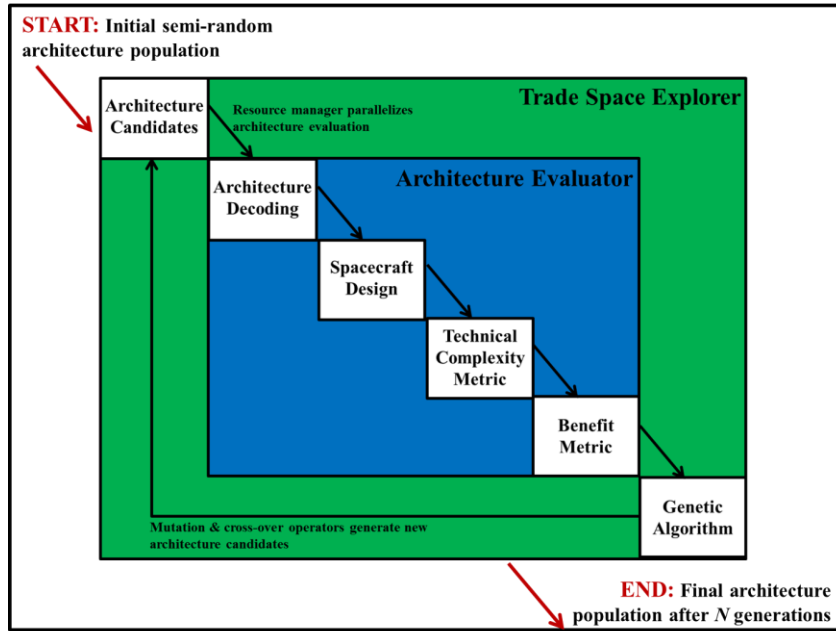 START: Initial semi-random
architecture population
Trade Space Explorer
Architecture
Candidates
Resource manager parallelizes
architecture evaluation
Architecture Evaluator
Architecture
Decoding
Spacecraft
Design
Technical
Complexity
Metric
Benefit
Metric
Genetic
Algorithm
Mutation & cross-over operators generate new
architecture candidates
END: Final architecture
population after N generations